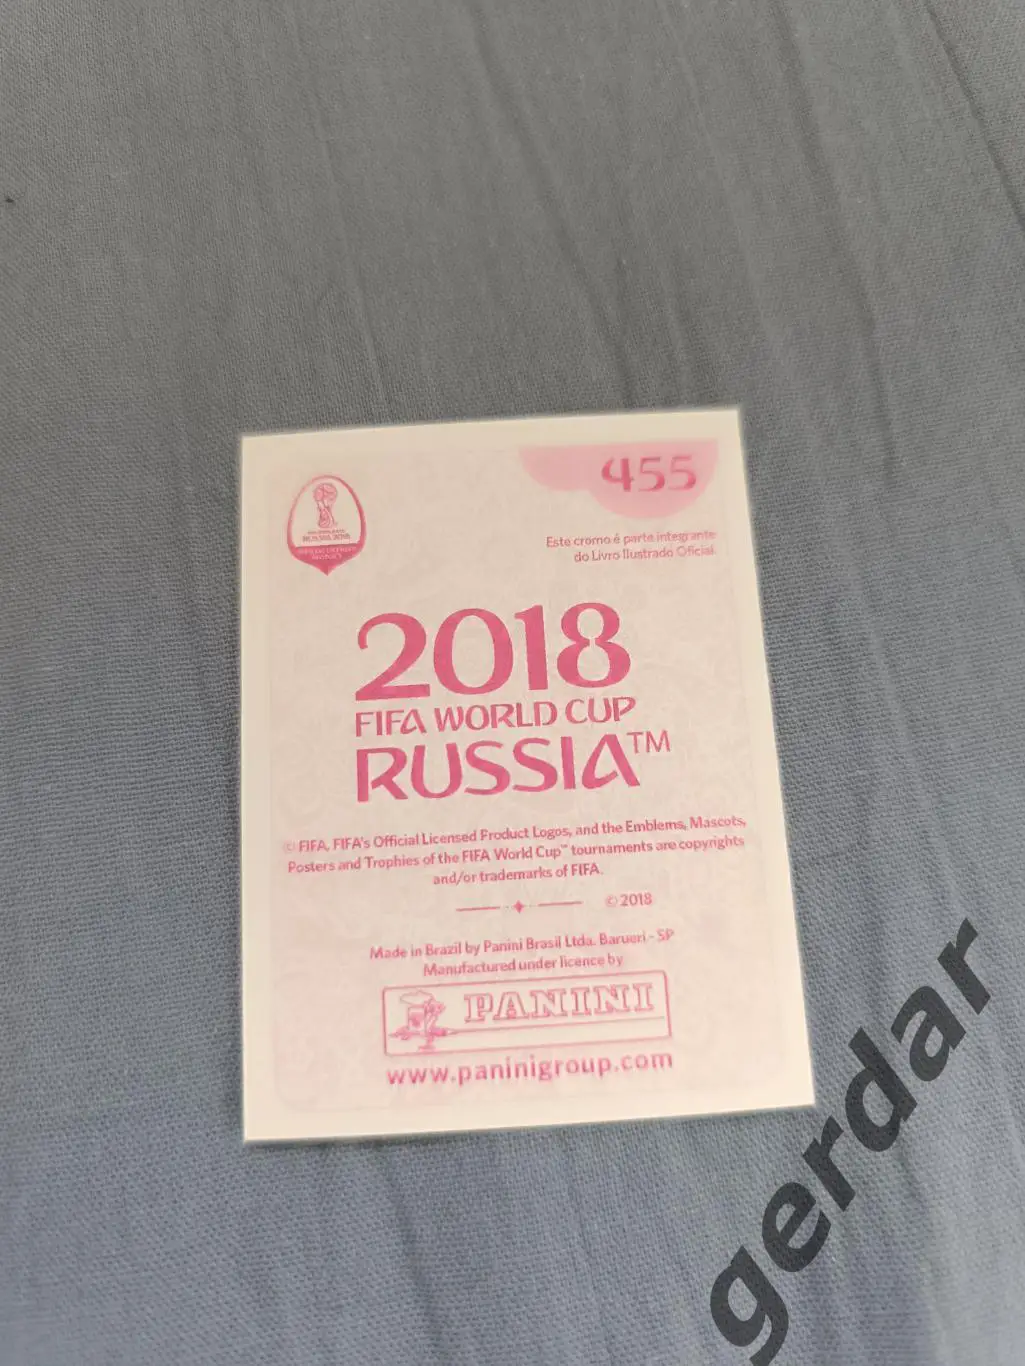 455
RUSSIA 2018
Este cromo é parte integrante
do Livro Ilustrado Oficial.
2018
FIFA WORLD CUP
RUSSIA™
© FIFA, FIFA's Official Licensed Product Logos, and the Emblems, Mascots,
Posters and Trophies of the FIFA World Cup™ tournaments are copyrights
and/or trademarks of FIFA.
© 2018
Made in Brazil by Panini Brasil Ltda. Barueri - SP
Manufactured under licence by
PANINI
www.paninigroup.com
gerdar